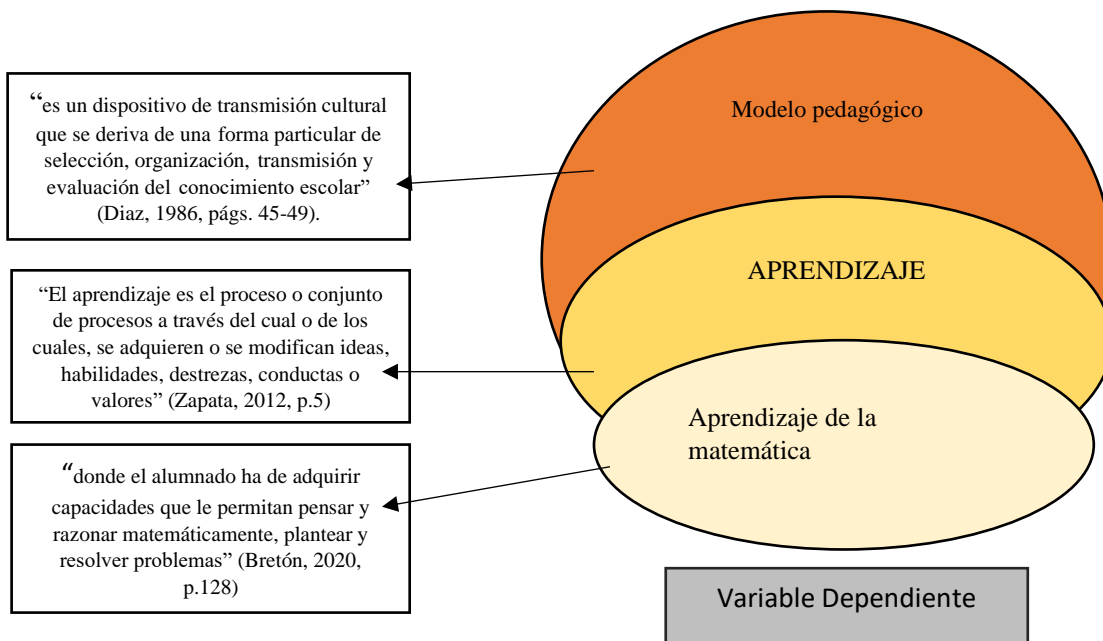 “es un dispositivo de transmisión cultural
que se deriva de una forma particular de
selección, organización, transmisión y
evaluación del conocimiento escolar”
(Diaz, 1986, págs. 45-49).
“El aprendizaje es el proceso o conjunto
de procesos a través del cual o de los
cuales, se adquieren o se modifican ideas,
habilidades, destrezas, conductas o
valores” (Zapata, 2012, p.5)
“donde el alumnado ha de adquirir
capacidades que le permitan pensar y
razonar matemáticamente, plantear y
resolver problemas” (Bretón, 2020,
p.128)
Modelo pedagógico
APRENDIZAJE
Aprendizaje de la
matemática
Variable Dependiente